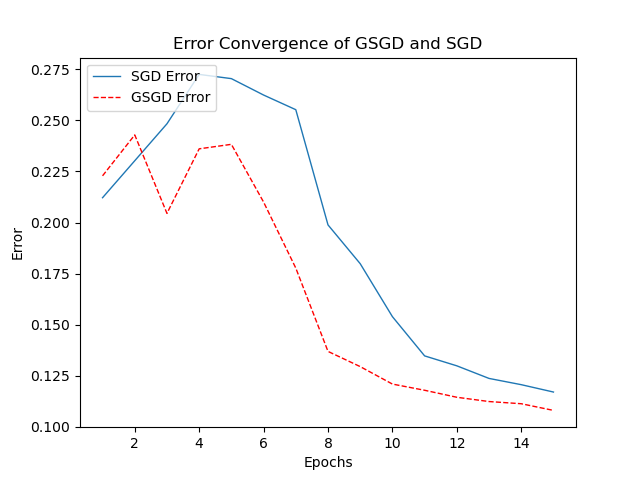 Error Convergence of GSGD and SGD
SGD Error
GSGD Error
0.275
0.250
0.225
0.200
0.175
0.150
0.125
0.100
Error
2 4 6 8 10 12 14
Epochs